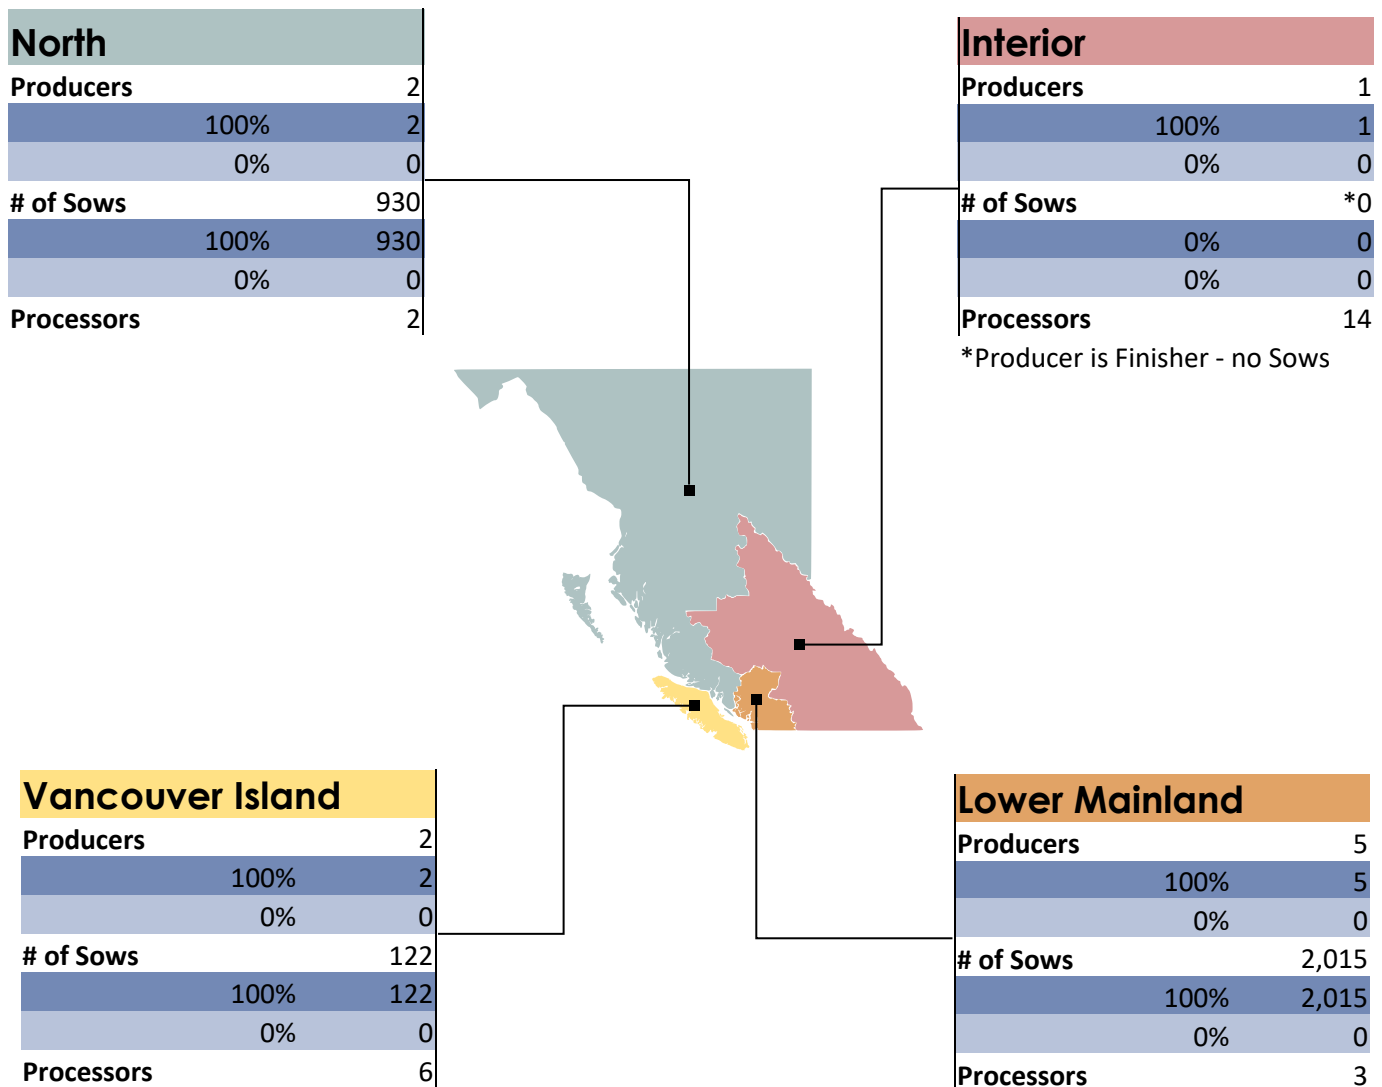 North
Producers 2
100% 2
0% 0
# of Sows 930
100% 930
0% 0
Processors 2
Interior
Producers 1
100% 1
0% 0
# of Sows *0
0% 0
0% 0
Processors 14
*Producer is Finisher - no Sows
Vancouver Island
Producers 2
100% 2
0% 0
# of Sows 122
100% 122
0% 0
Processors 6
Lower Mainland
Producers 5
100% 5
0% 0
# of Sows 2,015
100% 2,015
0% 0
Processors 3